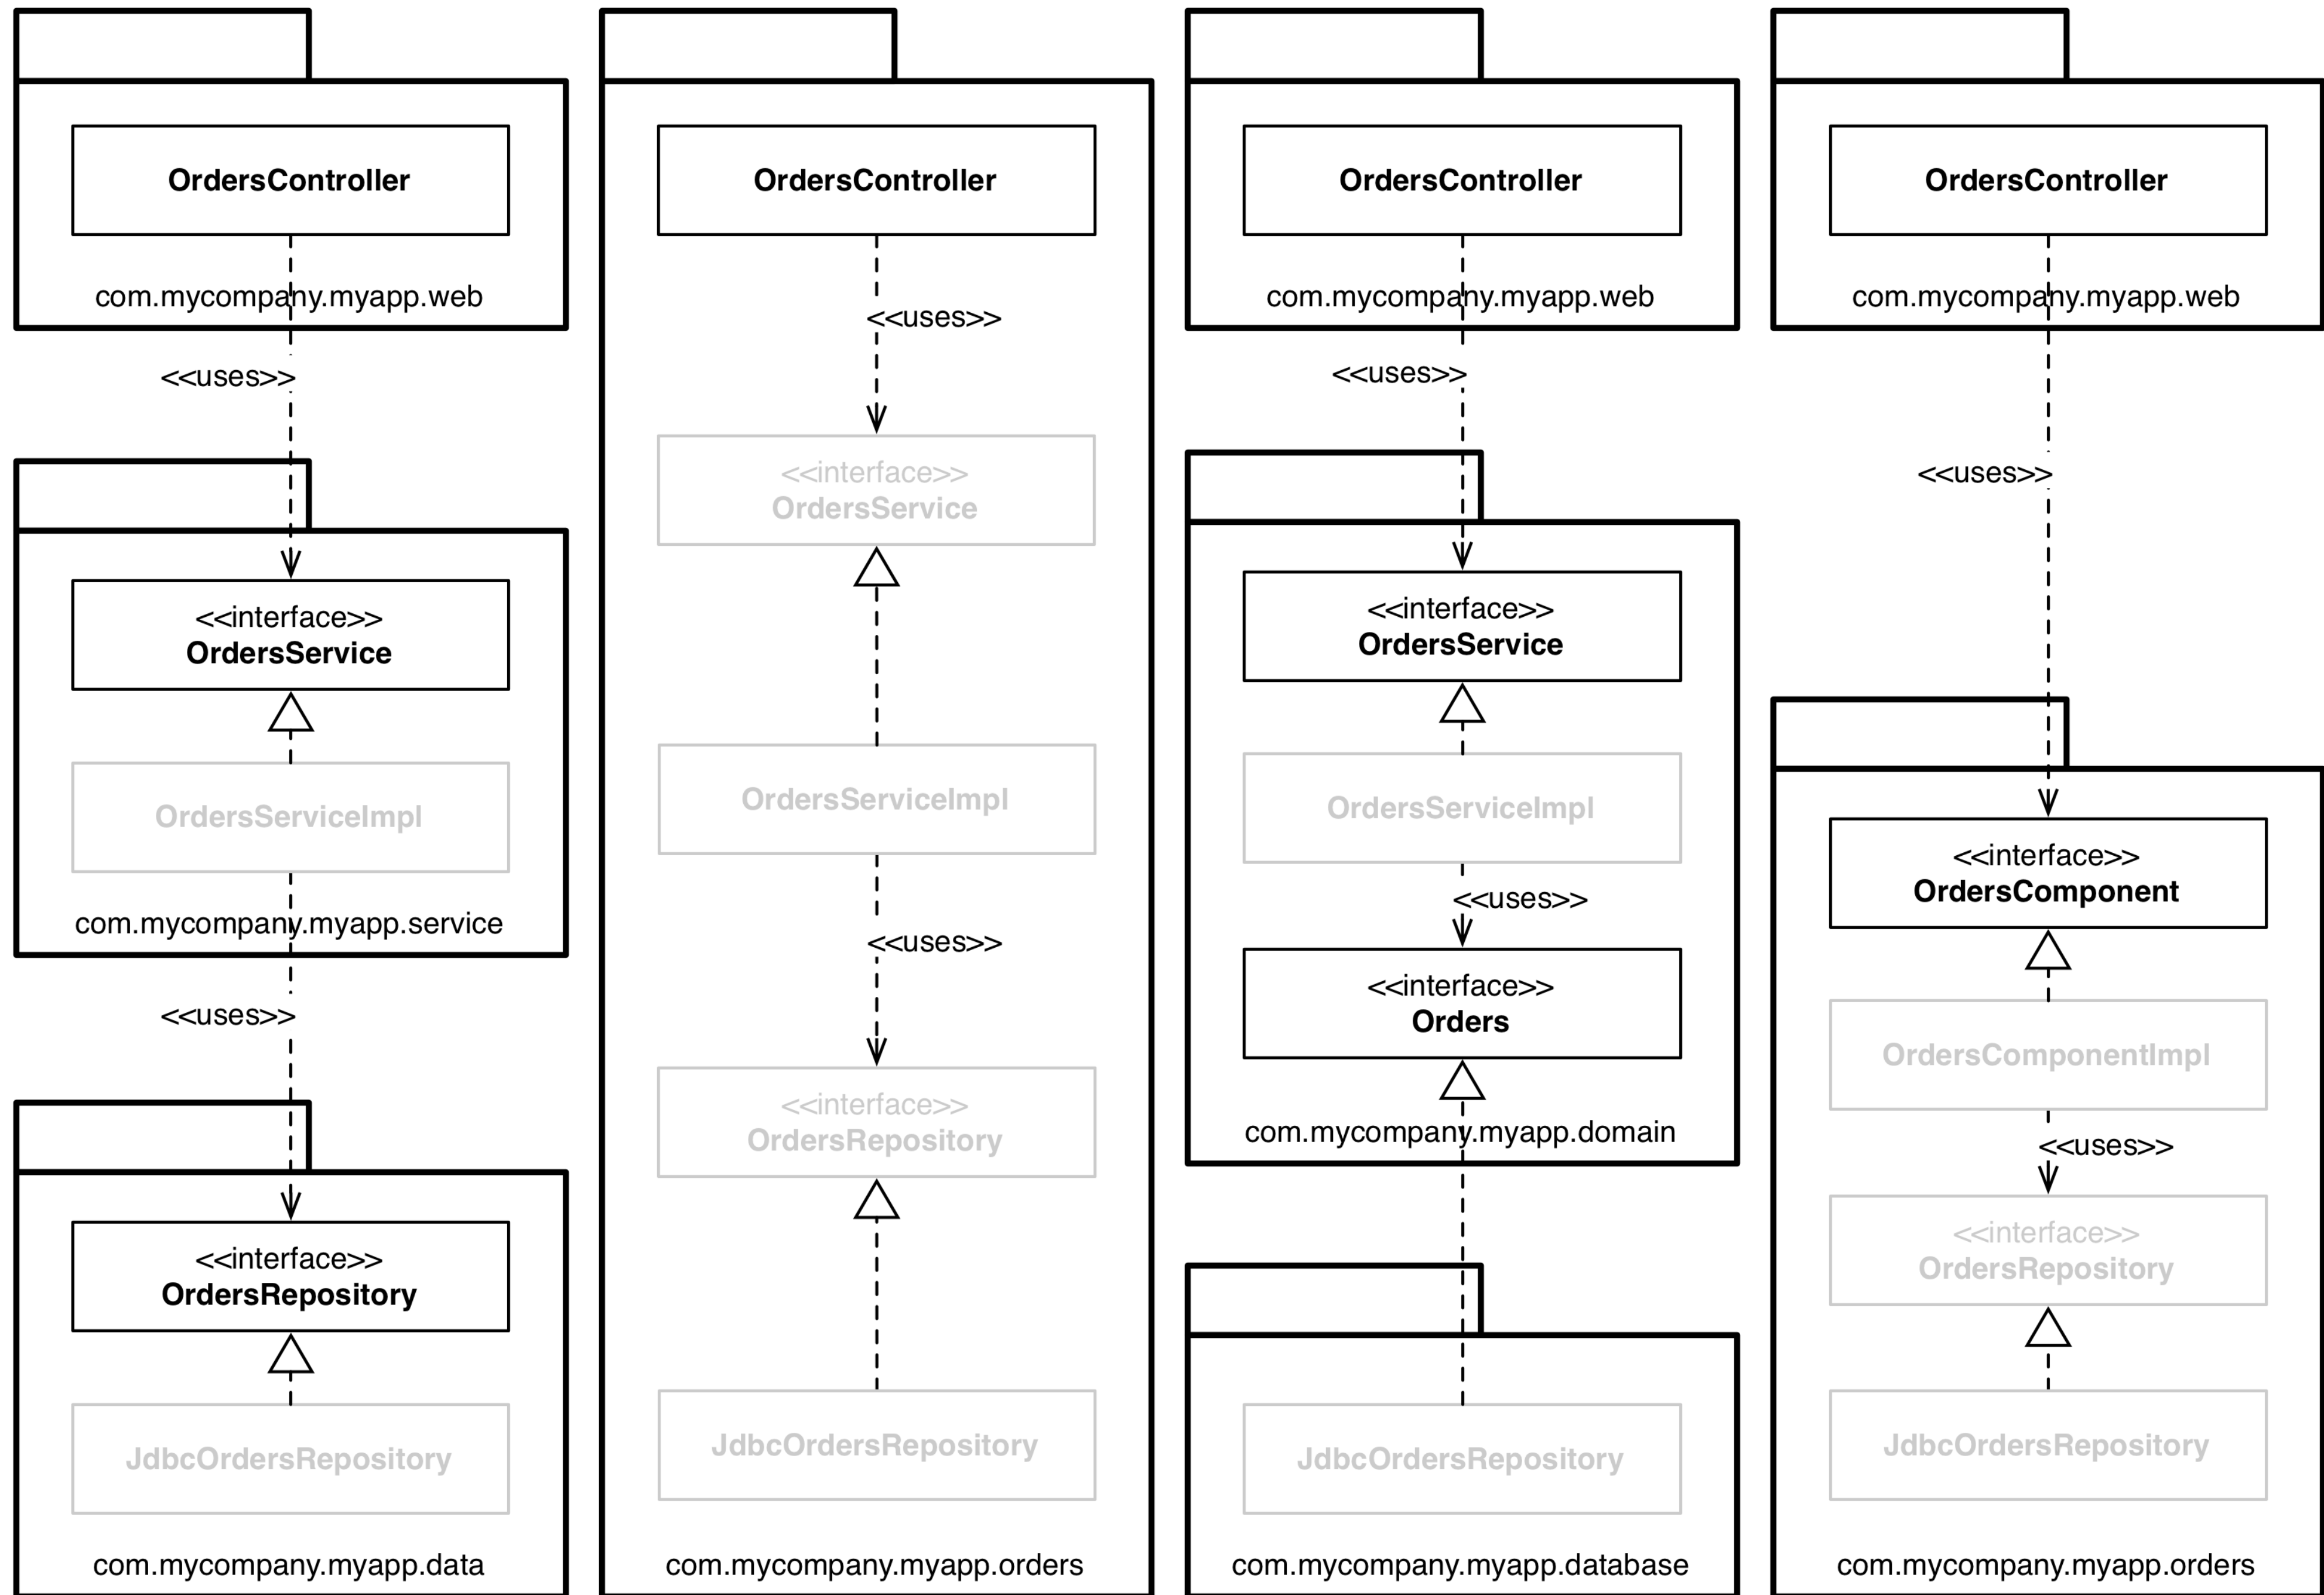 OrdersController
com.mycompany.myapp.web
<<uses>>
<<interface>>
OrdersService
OrdersServiceImpl
com.mycompany.myapp.service
<<uses>>
<<interface>>
OrdersRepository
JdbcOrdersRepository
com.mycompany.myapp.data
OrdersController
<<uses>>
<<interface>>
OrdersService
OrdersServiceImpl
<<uses>>
<<interface>>
OrdersRepository
JdbcOrdersRepository
com.mycompany.myapp.orders
OrdersController
com.mycompany.myapp.web
<<uses>>
<<interface>>
OrdersService
OrdersServiceImpl
<<uses>>
<<interface>>
Orders
com.mycompany.myapp.domain
JdbcOrdersRepository
com.mycompany.myapp.database
OrdersController
com.mycompany.myapp.web
<<uses>>
<<interface>>
OrdersComponent
OrdersComponentImpl
<<uses>>
<<interface>>
OrdersRepository
JdbcOrdersRepository
com.mycompany.myapp.orders